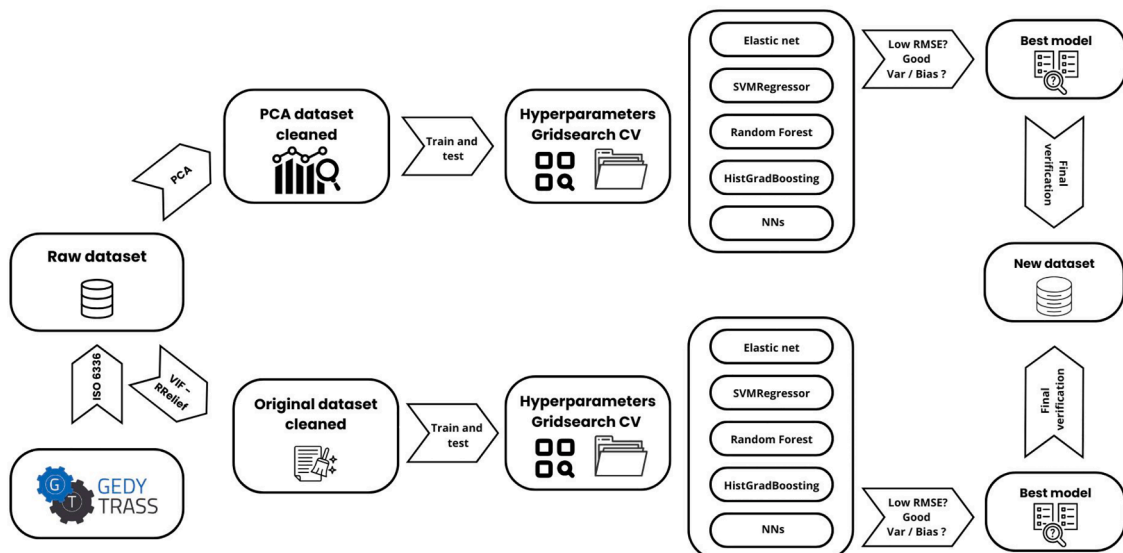 Elastic net
SVMRegressor
Random Forest
HistGradBoosting
NNs
Low RMSE?
Good
Var / Bias ?
Best model
?
PCA dataset
cleaned
Train and
test
Hyperparameters
Gridsearch CV
PCA
Final
verification
Raw dataset
New dataset
ISO 6336
VIF -
RRelief
Original dataset
cleaned
Train and
test
Hyperparameters
Gridsearch CV
Elastic net
SVMRegressor
Random Forest
HistGradBoosting
NNs
Final
verification
Low RMSE?
Good
Var / Bias ?
Best model
?
G
T
GEDY
TRASS